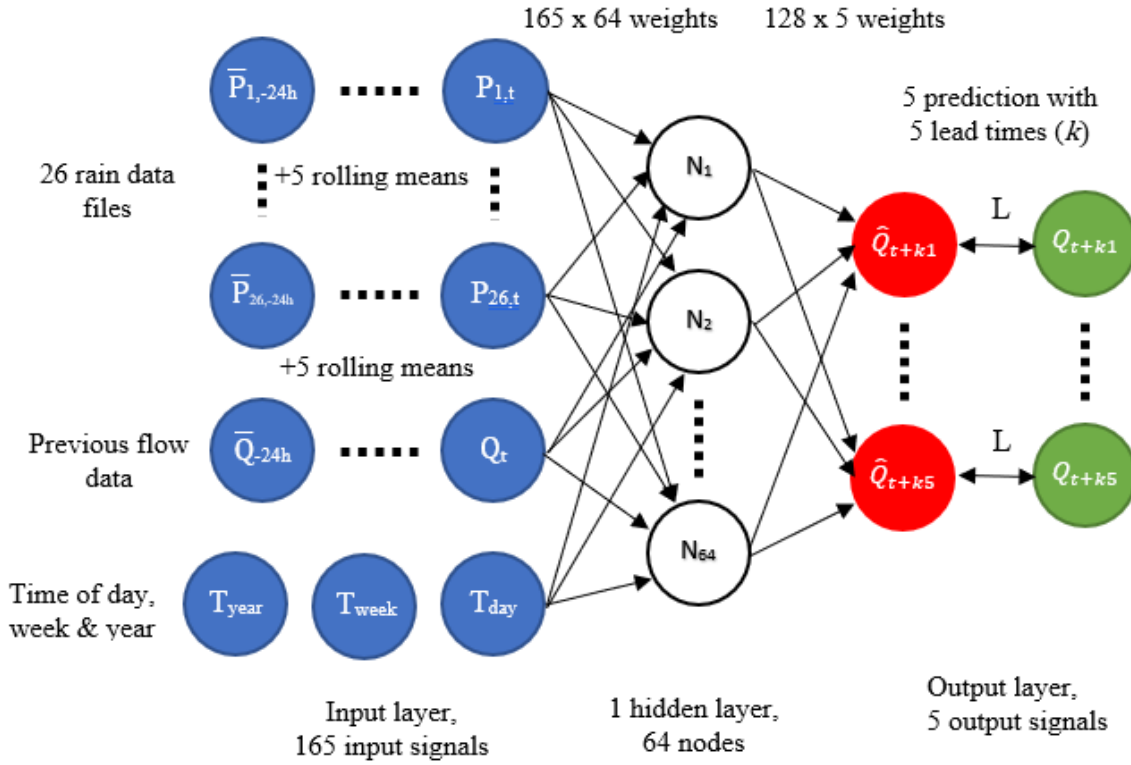 165 x 64 weights
128 x 5 weights
P̅1,-24h
P1,t
5 prediction with
5 lead times (k)
26 rain data
files
+5 rolling means
N1
L
Q̂t+k1
Qt+k1
P̅26,-24h
P26,t
N2
+5 rolling means
Previous flow
data
Q̅-24h
Qt
L
Q̂t+k5
Qt+k5
N64
Time of day,
week & year
Tyear
Tweek
Tday
Input layer,
165 input signals
1 hidden layer,
64 nodes
Output layer,
5 output signals